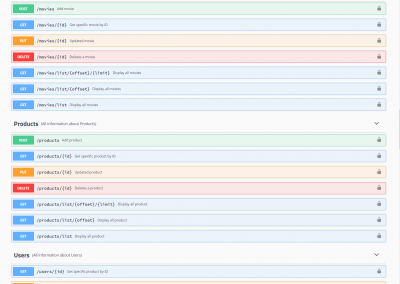 POST /movies Add movie
GET /movies/{id} Get specific movie by ID
PUT /movies/{id} Updated movie
DELETE /movies/{id} Delete a movie
GET /movies/list/{offset}/{limit} Display all movies
GET /movies/list/{offset} Display all movies
GET /movies/list Display all movies
Products (All information about Products)
POST /products Add product
GET /products/{id} Get specific product by ID
PUT /products/{id} Updated product
DELETE /products/{id} Delete a product
GET /products/list/{offset}/{limit} Display all product
GET /products/list/{offset} Display all product
GET /products/list Display all product
Users (All information about Users)
GET /users/{id} Get specific product by ID